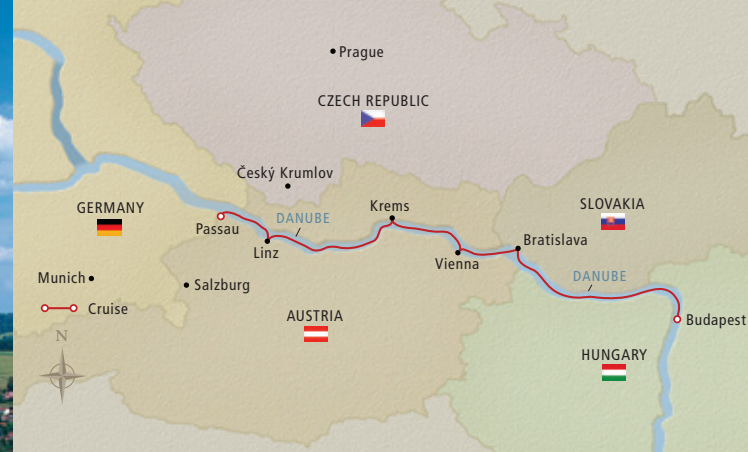 Prague
CZECH REPUBLIC
Český Krumlov
GERMANY
Passau
DANUBE
Krems
SLOVAKIA
Linz
Vienna
Bratislava
Munich
Salzburg
DANUBE
Cruise
AUSTRIA
Budapest
N
HUNGARY